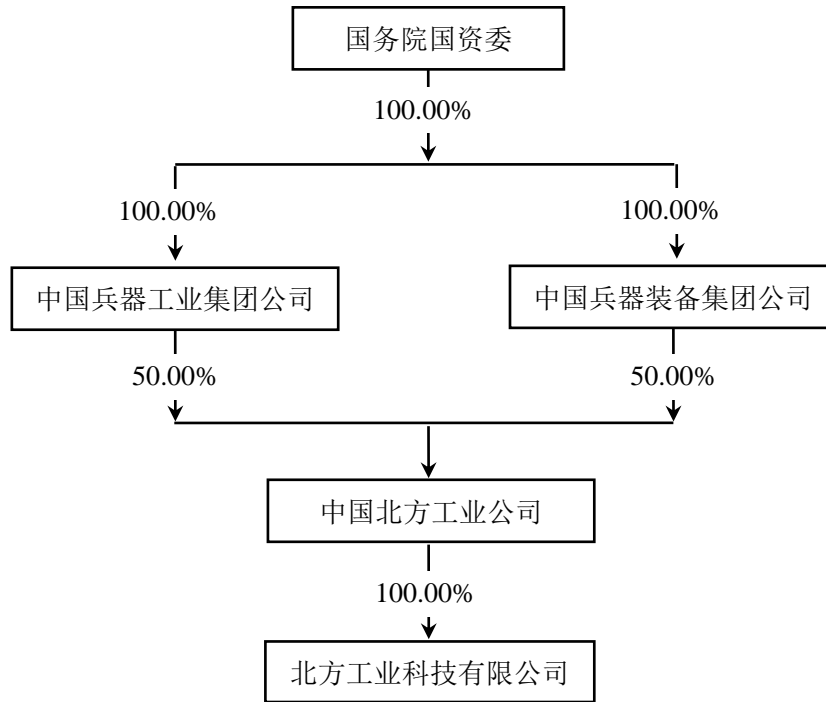 国务院国资委
100.00%
100.00%
100.00%
中国兵器工业集团公司
中国兵器装备集团公司
50.00%
50.00%
中国北方工业公司
100.00%
北方工业科技有限公司